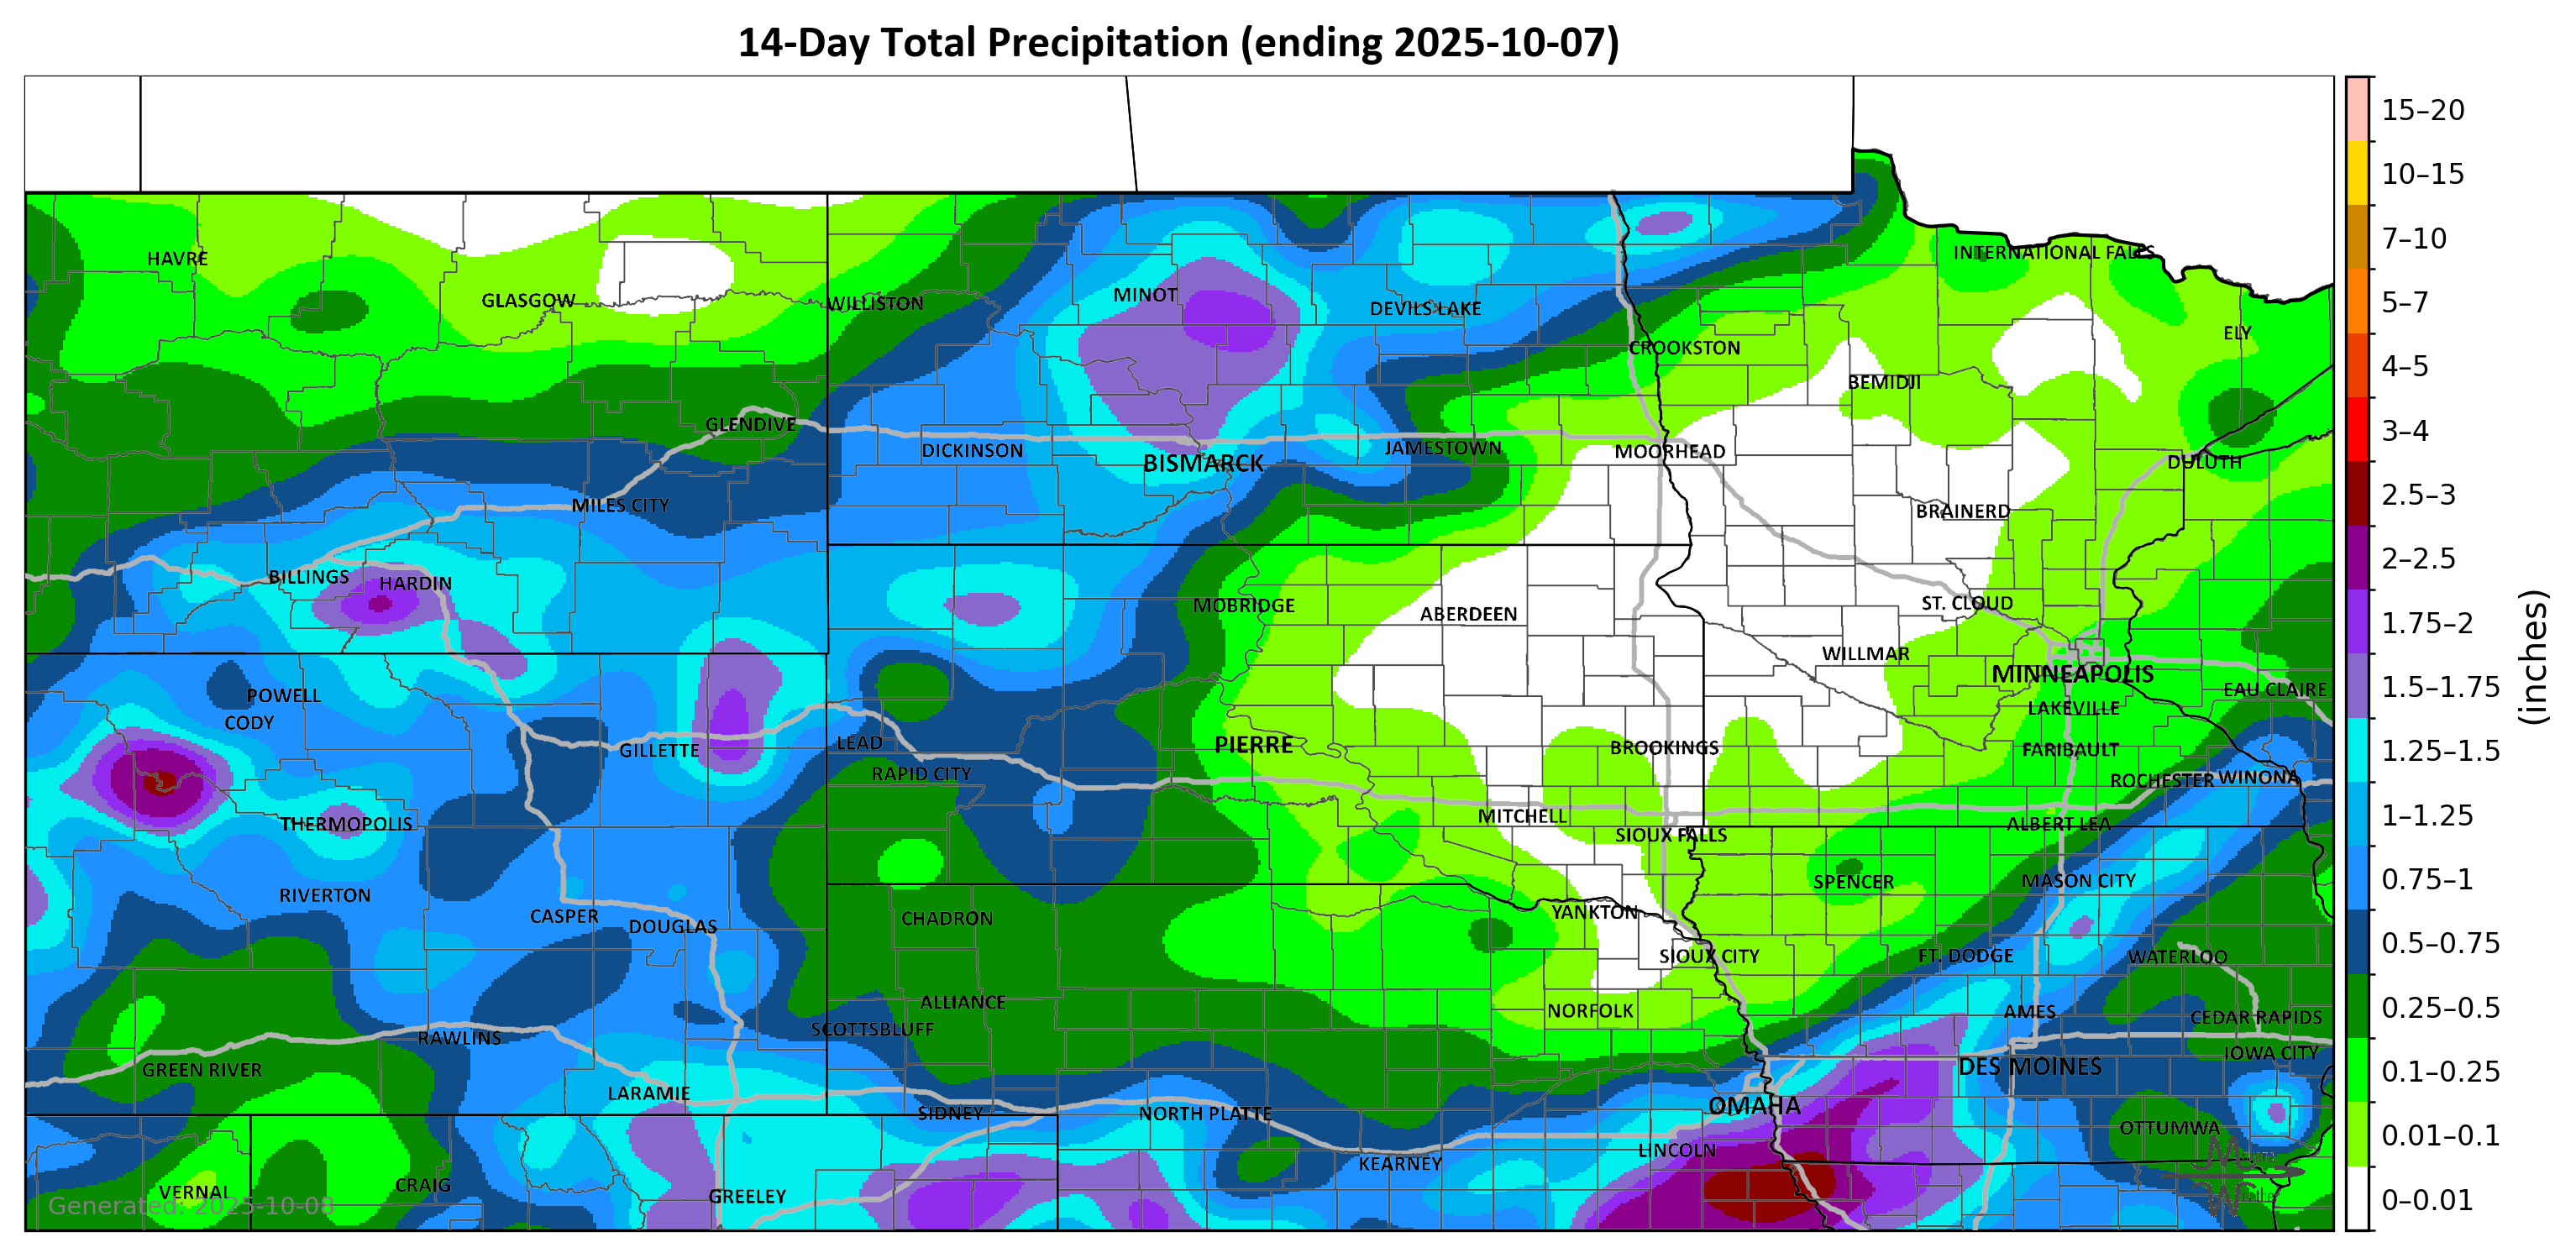 14-Day Total Precipitation (ending 2025-10-07)
15–20
10–15
7–10
5–7
4–5
3–4
2.5–3
2–2.5
1.75–2
1.5–1.75
1.25–1.5
1–1.25
0.75–1
0.5–0.75
0.25–0.5
0.1–0.25
0.01–0.1
0–0.01
(inches)
HAVRE
INTERNATIONAL FALLS
GLASGOW
WILLISTON
MINOT
DEVILS LAKE
ELY
CROOKSTON
BEMIDJI
GLENDIVE
DICKINSON
BISMARCK
JAMESTOWN
MOORHEAD
DULUTH
MILES CITY
BRAINERD
BILLINGS
HARDIN
MOBRIDGE
ABERDEEN
ST. CLOUD
WILLMAR
MINNEAPOLIS
EAU CLAIRE
POWELL
CODY
LAKEVILLE
GILLETTE
LEAD
PIERRE
BROOKINGS
FARIBAULT
RAPID CITY
ROCHESTER
WINONA
THERMOPOLIS
MITCHELL
SIOUX FALLS
ALBERT LEA
RIVERTON
SPENCER
MASON CITY
CASPER
DOUGLAS
CHADRON
YANKTON
SIOUX CITY
FT. DODGE
WATERLOO
ALLIANCE
NORFOLK
AMES
CEDAR RAPIDS
SCOTTSBLUFF
RAWLINS
GREEN RIVER
DES MOINES
IOWA CITY
LARAMIE
SIDNEY
NORTH PLATTE
OMAHA
OTTUMWA
LINCOLN
KEARNEY
VERNAL
CRAIG
GREELEY
Generated: 2025-10-08